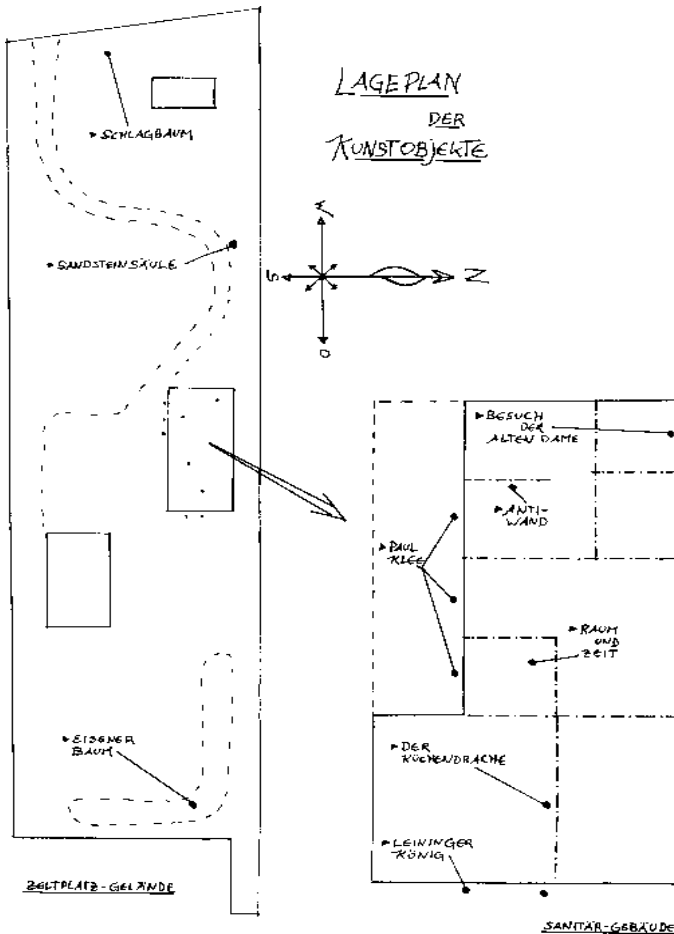 LAGEPLAN
DER
KUNSTOBJEKTE
SCHLAGBAUM
SANDSTEINSÄULE
W
S
N
O
BESUCH
DER
ALTEN DAME
ANTI-
WAND
PAUL
KLEE
RAUM
UND
ZEIT
EISENER
BAUM
DER
KÜCHENDRACHE
LEININGER
KÖNIG
ZELTPLATZ-GELÄNDE
SANITÄR-GEBÄUDE